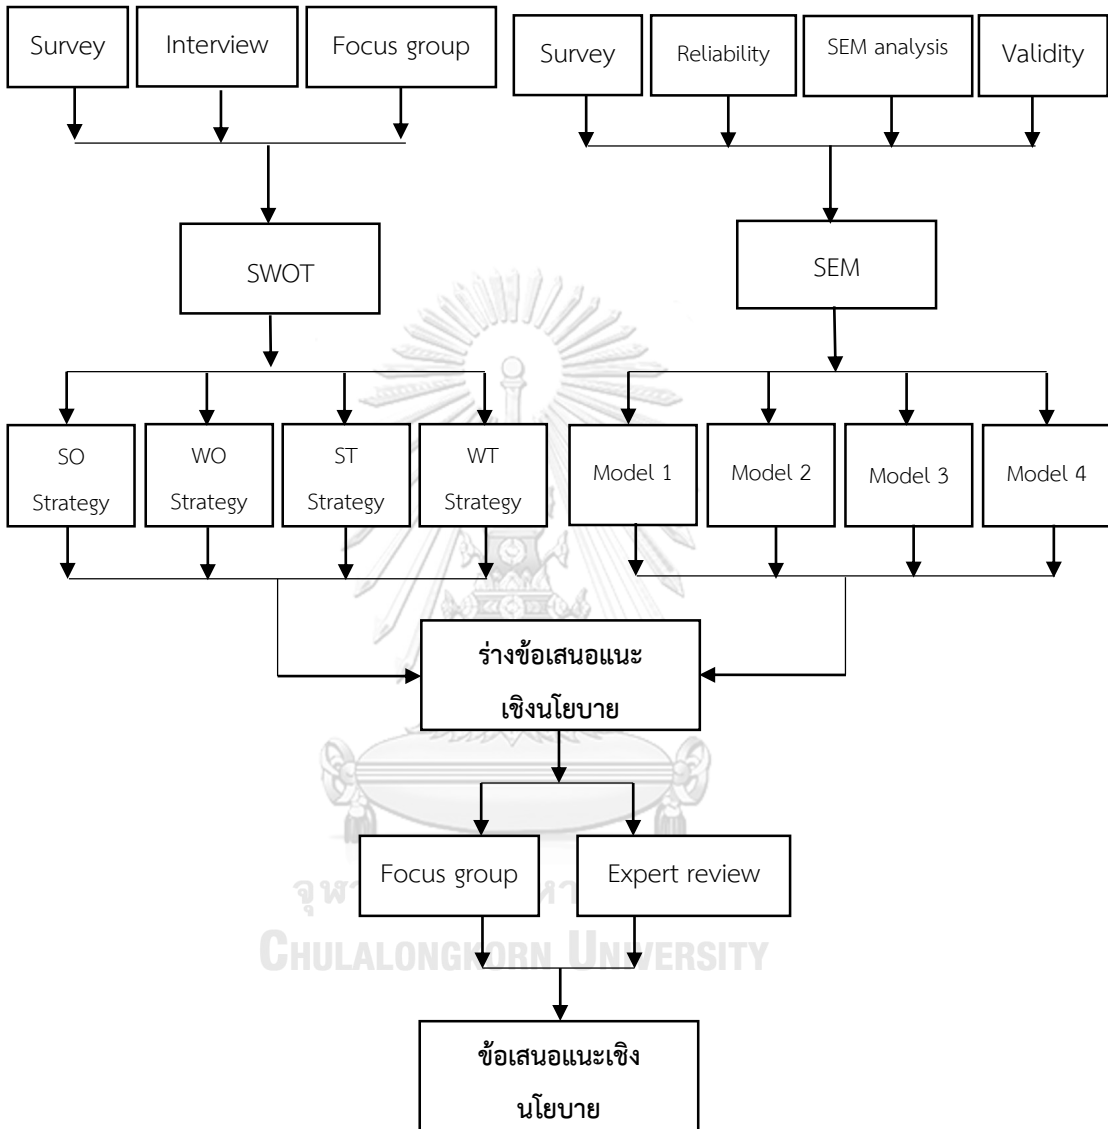 Survey
Interview
Focus group
Survey
Reliability
SEM analysis
Validity
SWOT
SEM
SO
Strategy
WO
Strategy
ST
Strategy
WT
Strategy
Model 1
Model 2
Model 3
Model 4
ร่างข้อเสนอแนะ
เชิงนโยบาย
Focus group
Expert review
CHULALONGKORN UNIVERSITY
ข้อเสนอแนะเชิง
นโยบาย